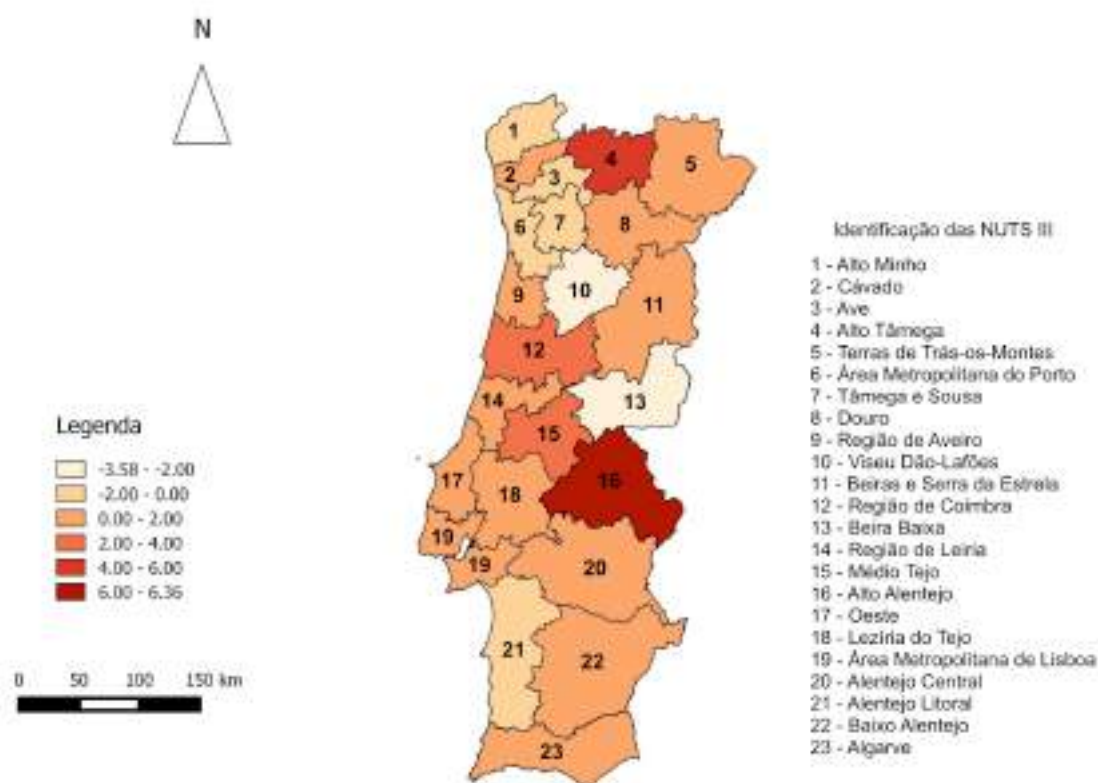 N
1
2
3
4
5
6
7
8
9
10
11
12
13
14
15
16
17
18
19
19
20
21
22
23
Legenda
-3.58 - -2.00
-2.00 - 0.00
0.00 - 2.00
2.00 - 4.00
4.00 - 6.00
6.00 - 6.36
0 50 100 150 km
Identificação das NUTS III
1 - Alto Minho
2 - Cávado
3 - Ave
4 - Alto Tâmega
5 - Terras de Trás-os-Montes
6 - Área Metropolitana do Porto
7 - Tâmega e Sousa
8 - Douro
9 - Região de Aveiro
10 - Viseu Dão-Lafões
11 - Beiras e Serra da Estrela
12 - Região de Coimbra
13 - Beira Baixa
14 - Região de Leiria
15 - Médio Tejo
16 - Alto Alentejo
17 - Oeste
18 - Lezíria do Tejo
19 - Área Metropolitana de Lisboa
20 - Alentejo Central
21 - Alentejo Litoral
22 - Baixo Alentejo
23 - Algarve